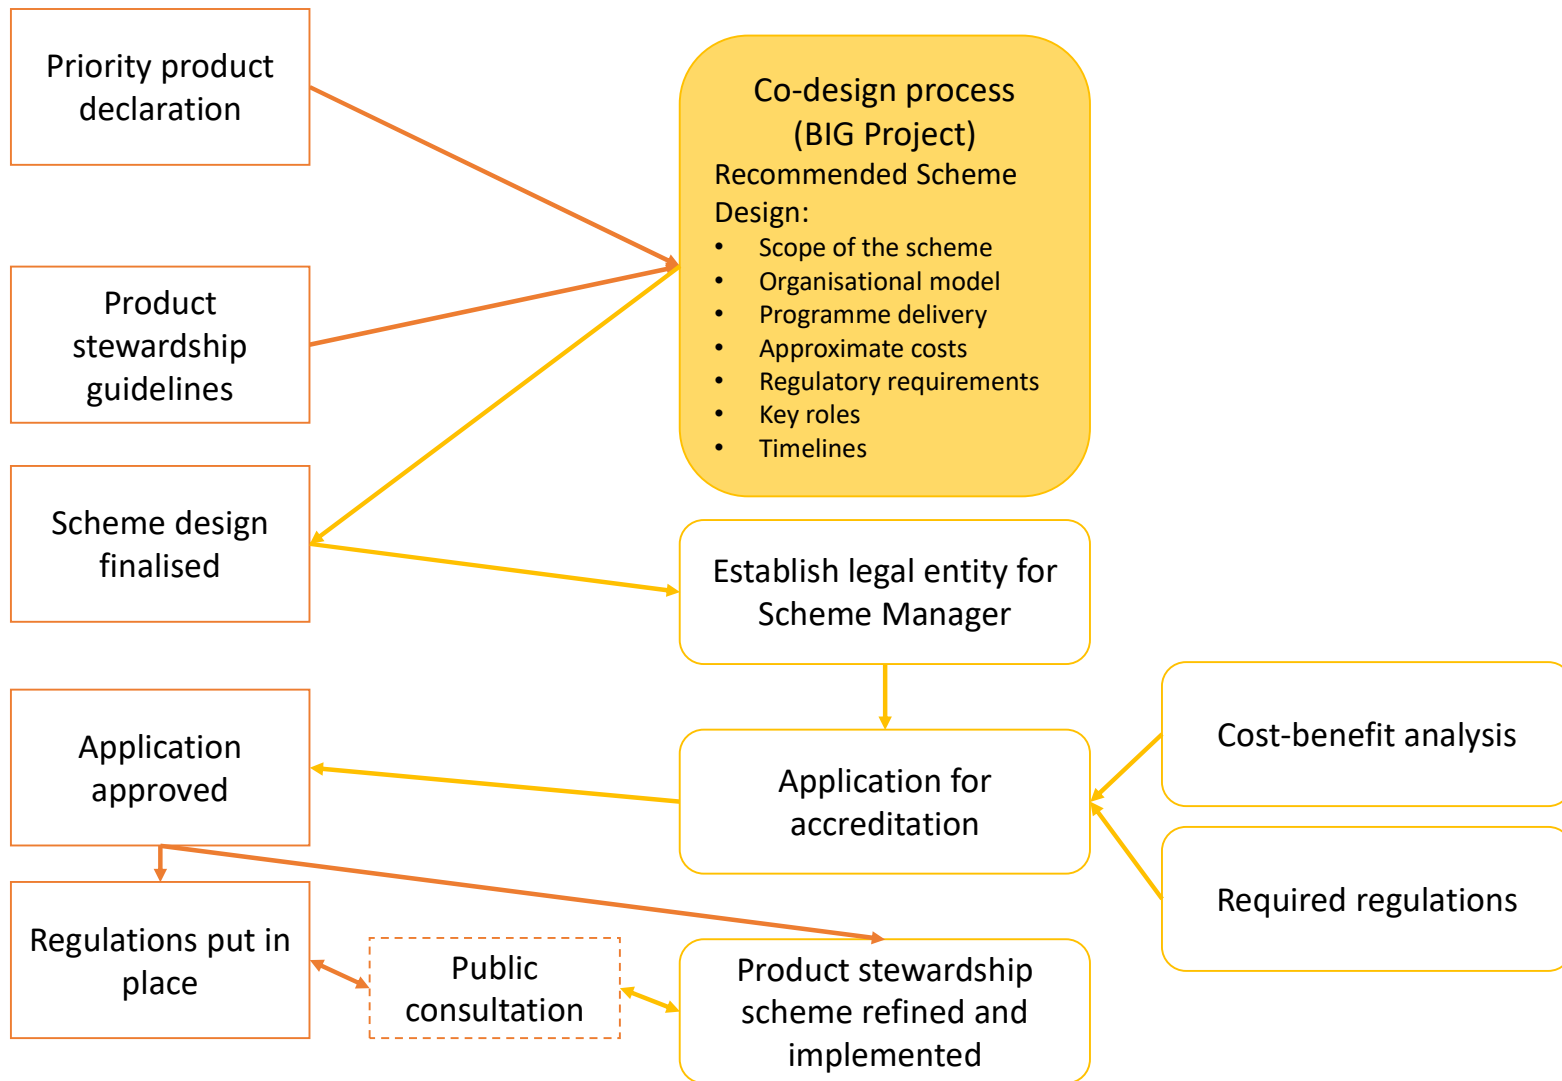 Priority product
declaration
Co-design process
(BIG Project)
Recommended Scheme
Design:
• Scope of the scheme
• Organisational model
• Programme delivery
• Approximate costs
• Regulatory requirements
• Key roles
• Timelines
Product
stewardship
guidelines
Scheme design
finalised
Establish legal entity for
Scheme Manager
Application
approved
Application for
accreditation
Cost-benefit analysis
Required regulations
Regulations put in
place
Public
consultation
Product stewardship
scheme refined and
implemented